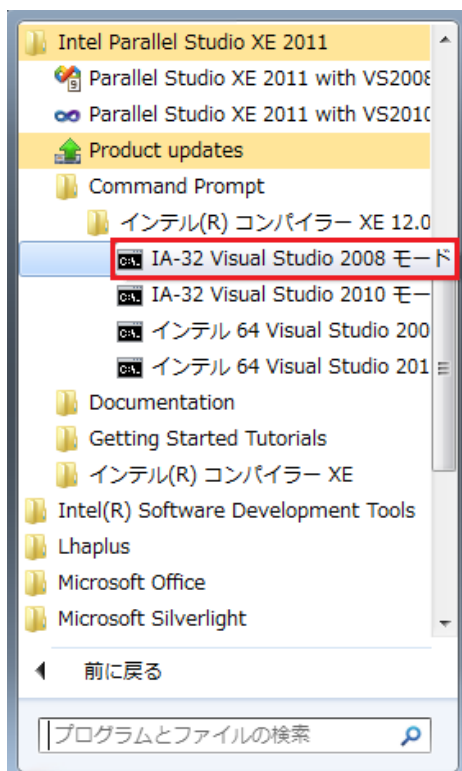 Intel Parallel Studio XE 2011
Parallel Studio XE 2011 with VS2008
Parallel Studio XE 2011 with VS2010
Product updates
Command Prompt
インテル(R) コンパイラー XE 12.0
IA-32 Visual Studio 2008 モード
IA-32 Visual Studio 2010 モー
インテル 64 Visual Studio 200
インテル 64 Visual Studio 201
Documentation
Getting Started Tutorials
インテル(R) コンパイラー XE
Intel(R) Software Development Tools
Lhaplus
Microsoft Office
Microsoft Silverlight
前に戻る
プログラムとファイルの検索